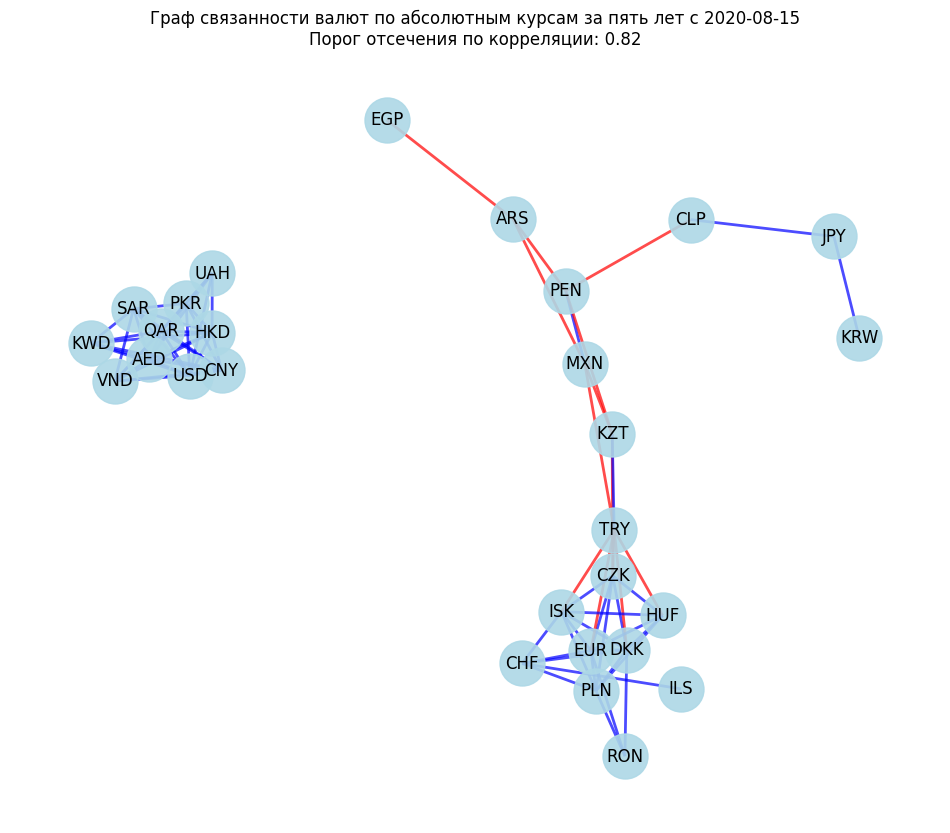 Граф связанности валют по абсолютным курсам за пять лет с 2020-08-15
Порог отсечения по корреляции: 0.82
EGP
ARS
CLP
JPY
UAH
PEN
SAR
PKR
QAR
HKD
KWD
KRW
AED
MXN
VND
USD
CNY
KZT
TRY
CZK
ISK
HUF
EUR
DKK
CHF
PLN
ILS
RON